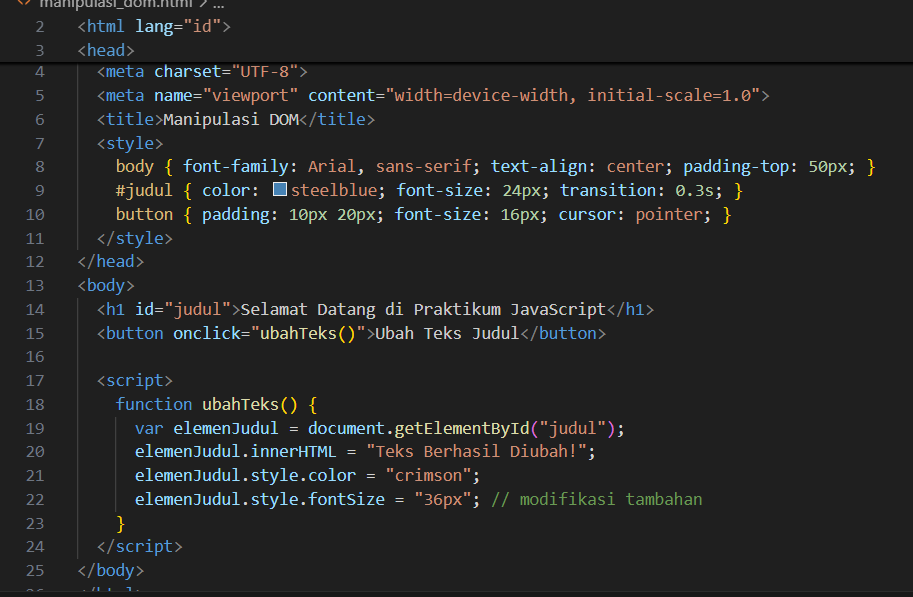 manipulasi_dom.html > ...
2 <html lang="id">
3 <head>
4 <meta charset="UTF-8">
5 <meta name="viewport" content="width=device-width, initial-scale=1.0">
6 <title>Manipulasi DOM</title>
7 <style>
8 body { font-family: Arial, sans-serif; text-align: center; padding-top: 50px; }
9 #judul { color: steelblue; font-size: 24px; transition: 0.3s; }
10 button { padding: 10px 20px; font-size: 16px; cursor: pointer; }
11 </style>
12 </head>
13 <body>
14 <h1 id="judul">Selamat Datang di Praktikum JavaScript</h1>
15 <button onclick="ubahTeks()">Ubah Teks Judul</button>
16
17 <script>
18 function ubahTeks() {
19 var elemenJudul = document.getElementById("judul");
20 elemenJudul.innerHTML = "Teks Berhasil Diubah!";
21 elemenJudul.style.color = "crimson";
22 elemenJudul.style.fontSize = "36px"; // modifikasi tambahan
23 }
24 </script>
25 </body>